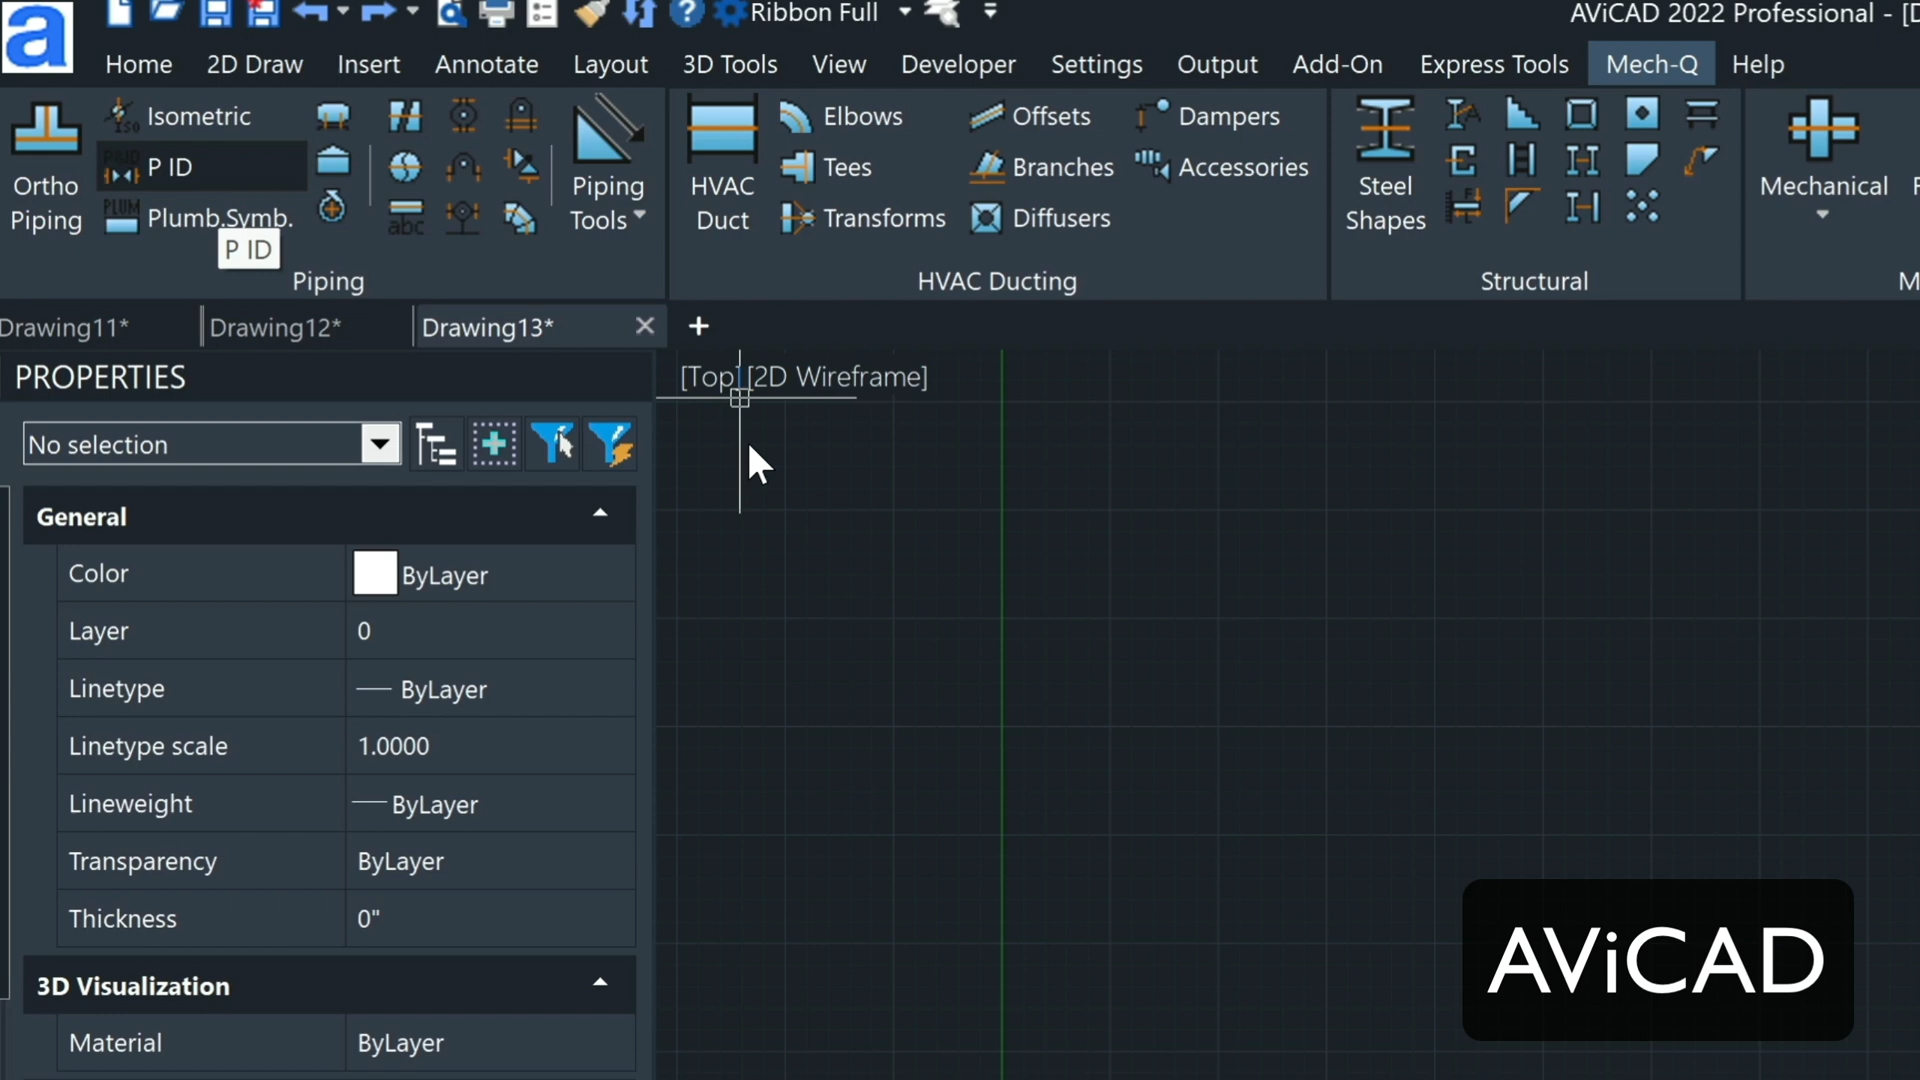 Ribbon Full
AViCAD 2022 Professional - [D
Home 2D Draw Insert Annotate Layout 3D Tools View Developer Settings Output Add-On Express Tools Mech-Q Help
Ortho Piping
Isometric
P ID
Plumb.Symb.
P ID
Piping Tools
Piping
HVAC Duct
Elbows
Tees
Transforms
Offsets
Branches
Diffusers
Dampers
Accessories
HVAC Ducting
Steel Shapes
Structural
Mechanical
M
Drawing11* Drawing12* Drawing13*
PROPERTIES
[Top] [2D Wireframe]
No selection
General
Color ByLayer
Layer 0
Linetype ByLayer
Linetype scale 1.0000
Lineweight ByLayer
Transparency ByLayer
Thickness 0"
3D Visualization
Material ByLayer
AViCAD